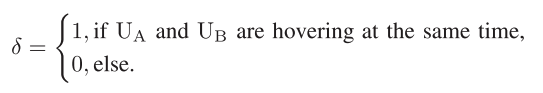 δ = { 1, if U_A and U_B are hovering at the same time,
0, else.